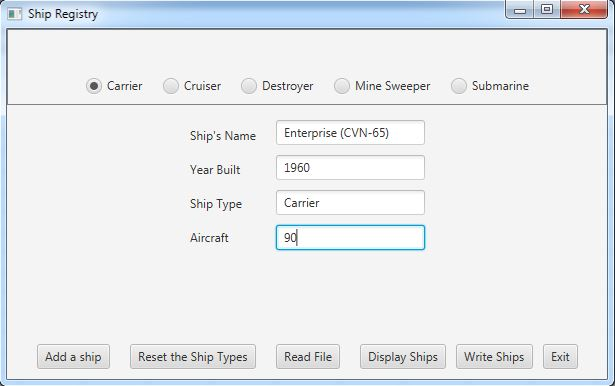 Ship Registry
Carrier Cruiser Destroyer Mine Sweeper Submarine
Ship's Name Enterprise (CVN-65)
Year Built 1960
Ship Type Carrier
Aircraft 90
Add a ship Reset the Ship Types Read File Display Ships Write Ships Exit